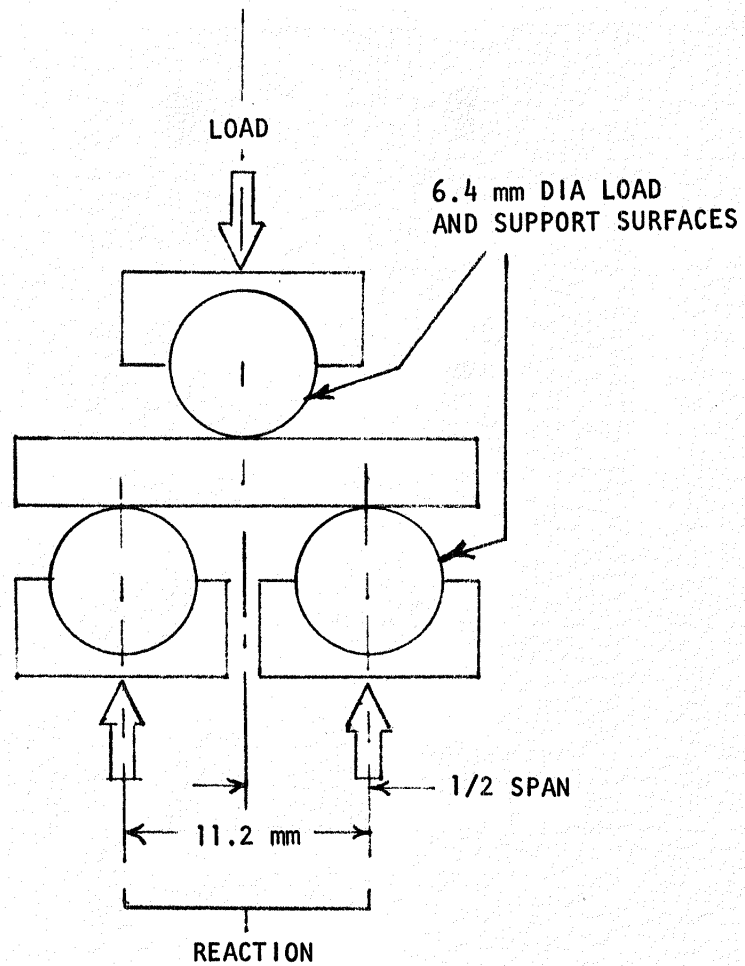 LOAD
6.4 mm DIA LOAD
AND SUPPORT SURFACES
1/2 SPAN
11.2 mm
REACTION